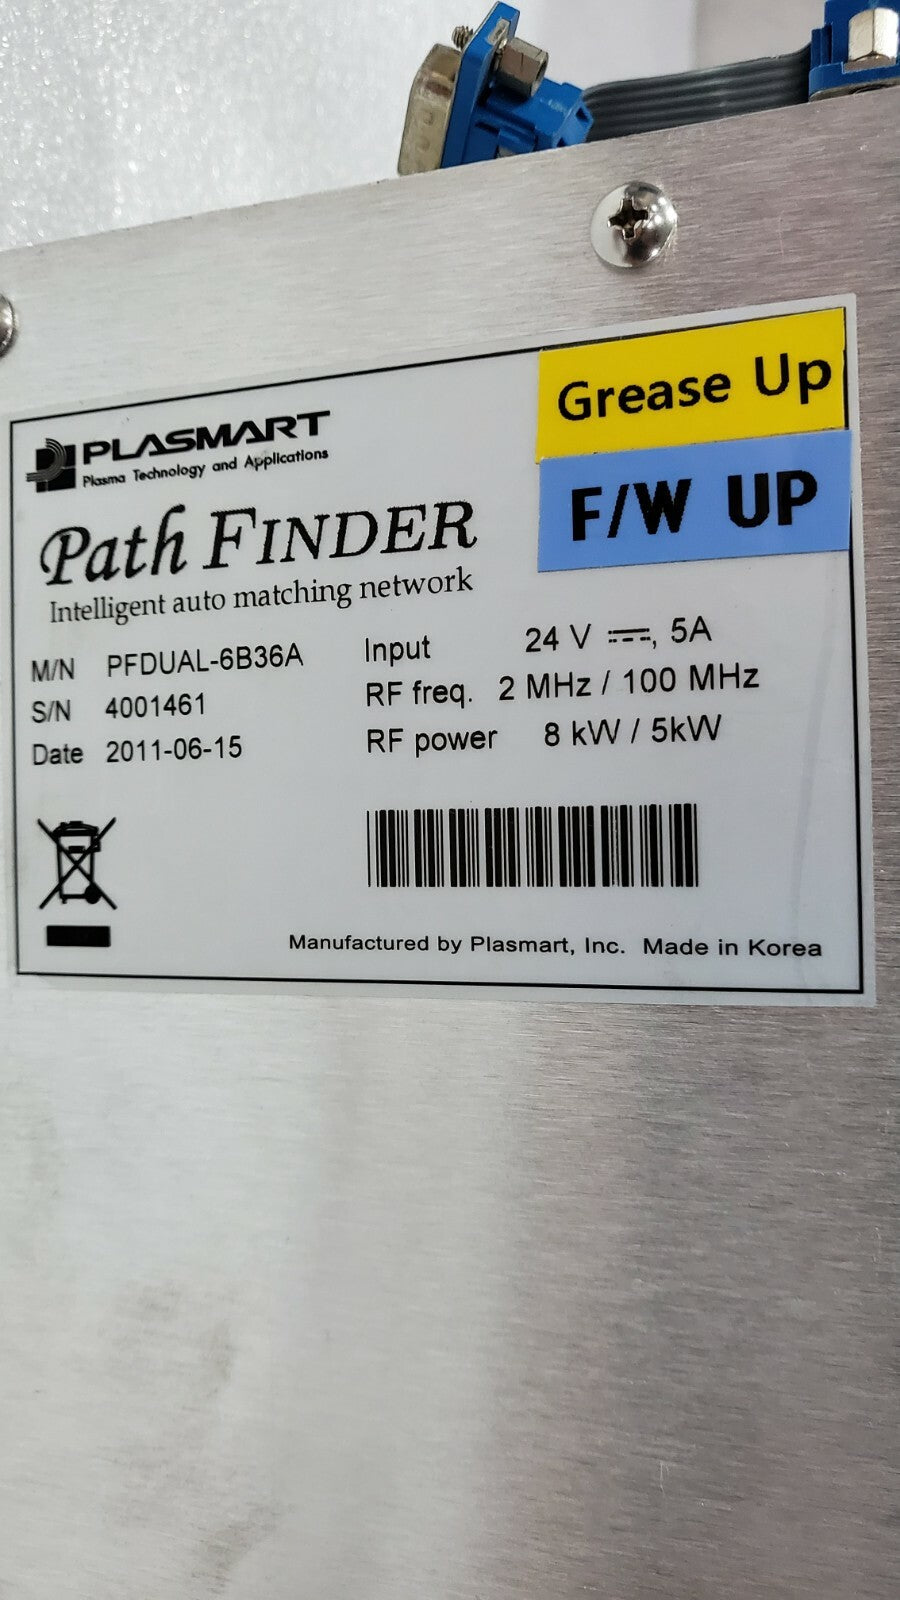 PLASMART
Plasma Technology and Applications
Grease Up
F/W UP
Path FINDER
Intelligent auto matching network
M/N PFDUAL-6B36A
S/N 4001461
Date 2011-06-15
Input 24 V ⎓, 5A
RF freq. 2 MHz / 100 MHz
RF power 8 kW / 5kW
Manufactured by Plasmart, Inc. Made in Korea